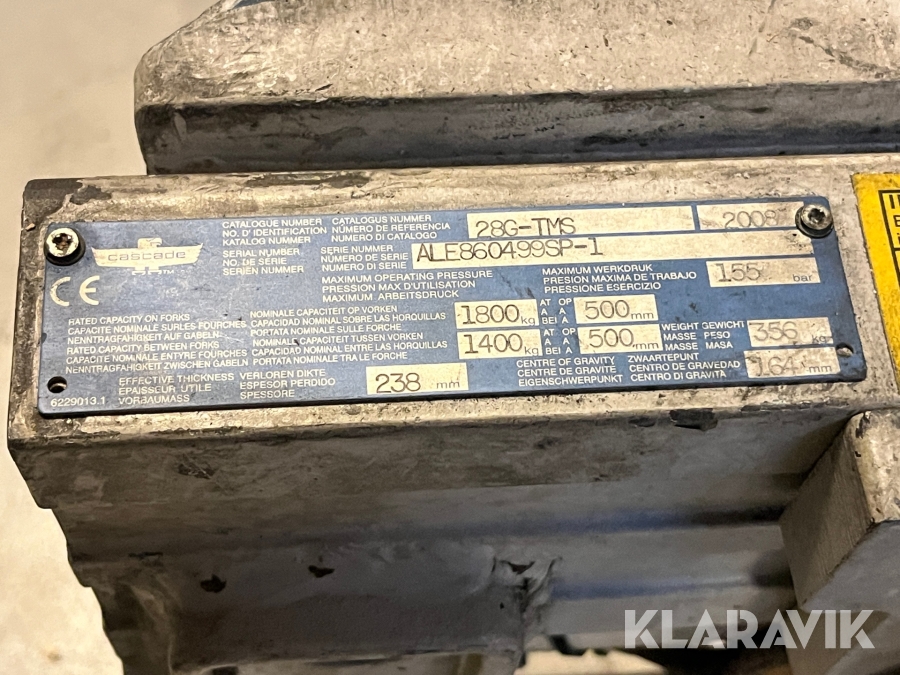 cascade
TM
CE
CATALOGUE NUMBER CATALOGUS NUMMER
NO. D'IDENTIFICATION NÚMERO DE REFERENCIA
KATALOG NUMMER NUMERO DI CATALOGO
28G-TMS 2008
SERIAL NUMBER SERIE NUMMER
NO. DE SERIE NÚMERO DE SERIE
SERIEN NUMMER NUMERO DI SERIE
ALE860499SP-1
MAXIMUM OPERATING PRESSURE MAXIMUM WERKDRUK
PRESSION MAX D'UTILISATION PRESION MAXIMA DE TRABAJO
MAXIMUM ARBEITSDRUCK PRESSIONE ESERCIZIO
155 bar
RATED CAPACITY ON FORKS NOMINALE CAPACITEIT OP VORKEN
CAPACITE NOMINALE SUR LES FOURCHES CAPACIDAD NOMINAL SOBRE LAS HORQUILLAS
NENNTRAGFÄHIGKEIT AUF GABELN PORTATA NOMINALE SULLE FORCHE
1800 kg AT OP A A BEI A 500 mm
RATED CAPACITY BETWEEN FORKS NOMINALE CAPACITEIT TUSSEN VORKEN
CAPACITE NOMINALE ENTRE FOURCHES CAPACIDAD NOMINAL ENTRE LAS HORQUILLAS
NENNTRAGFÄHIGKEIT ZWISCHEN GABELN PORTATA NOMINALE TRA LE FORCHE
1400 kg AT OP A A BEI A 500 mm
WEIGHT GEWICHT
MASSE PESO
MASSE MASA
356 kg
EFFECTIVE THICKNESS VERLOREN DIKTE
EPAISSEUR UTILE ESPESOR PERDIDO
VORBAUMASS SPESSORE
238 mm
CENTRE OF GRAVITY ZWAARTEPUNT
CENTRE DE GRAVITE CENTRO DE GRAVEDAD
EIGENSCHWERPUNKT CENTRO DI GRAVITÀ
164 mm
6229013.1
KLARAVIK